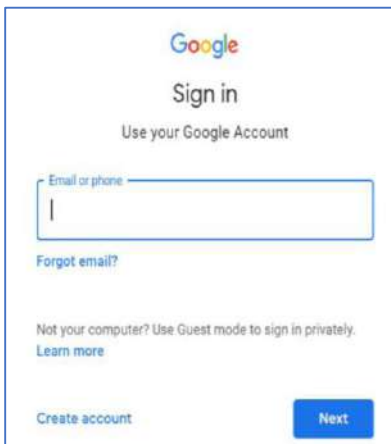 Google
Sign in
Use your Google Account
Email or phone
Forgot email?
Not your computer? Use Guest mode to sign in privately.
Learn more
Create account
Next